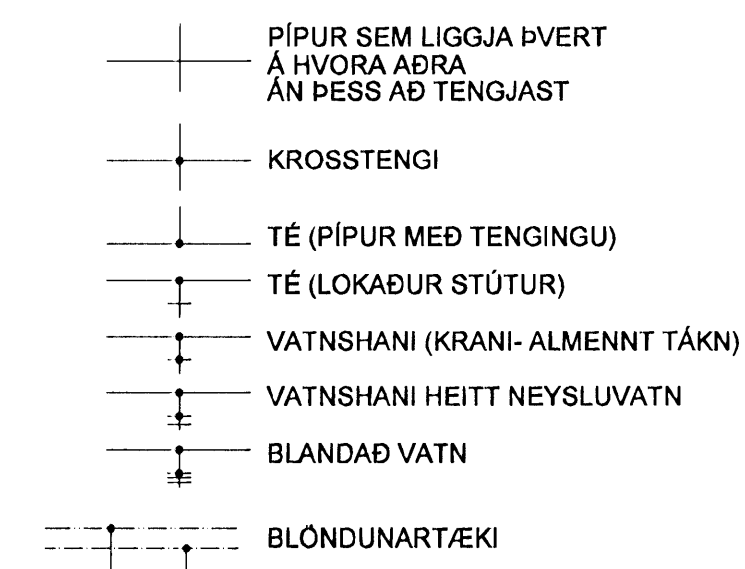 PÍPUR SEM LIGGJA ÞVERT
Á HVORA AÐRA
ÁN ÞESS AÐ TENGJAST
KROSSTENGI
TÉ (PÍPUR MEÐ TENGINGU)
TÉ (LOKAÐUR STÚTUR)
VATNSHANI (KRANI- ALMENNT TÁKN)
VATNSHANI HEITT NEYSLUVATN
BLANDAÐ VATN
BLÖNDUNARTÆKI